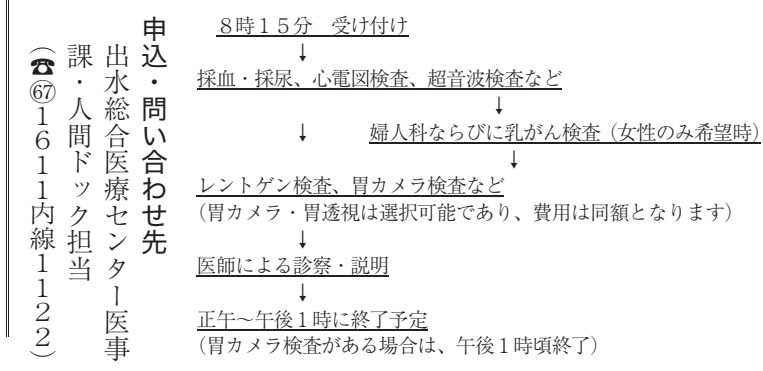 申込・問い合わせ先
出水総合医療センター医事
課・人間ドック担当
（☎㊿1611内線1122）
８時１５分　受け付け
↓
採血・採尿、心電図検査、超音波検査など
↓
↓　婦人科ならびに乳がん検査（女性のみ希望時）
↓
レントゲン検査、胃カメラ検査など
（胃カメラ・胃透視は選択可能であり、費用は同額となります）
↓
医師による診察・説明
↓
正午～午後１時に終了予定
（胃カメラ検査がある場合は、午後１時頃終了）